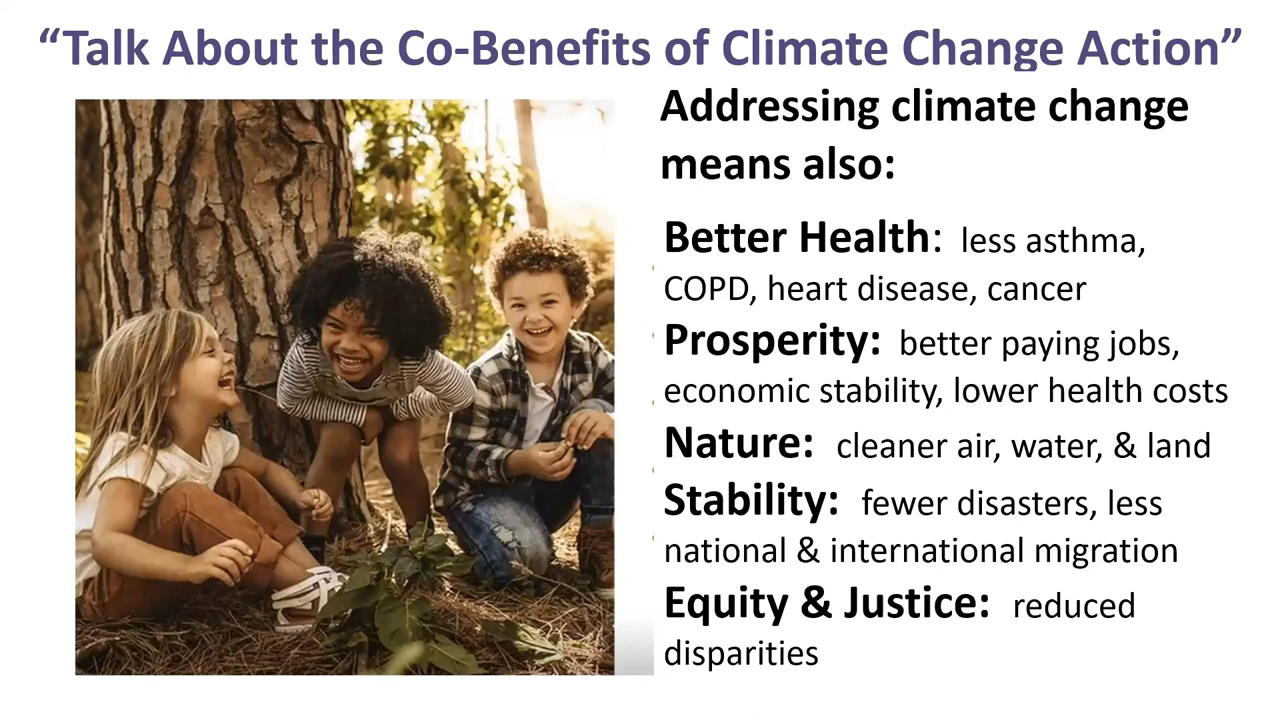 “Talk About the Co-Benefits of Climate Change Action”
Addressing climate change
means also:
Better Health: less asthma,
COPD, heart disease, cancer
Prosperity: better paying jobs,
economic stability, lower health costs
Nature: cleaner air, water, & land
Stability: fewer disasters, less
national & international migration
Equity & Justice: reduced
disparities